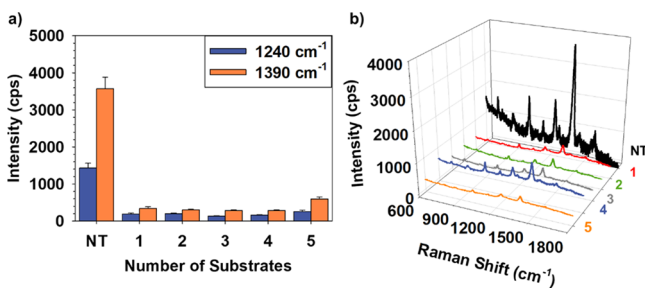 a)
5000
4000
3000
2000
1000
0
Intensity (cps)
1240 cm⁻¹
1390 cm⁻¹
NT 1 2 3 4 5
Number of Substrates
b)
4000
3000
2000
1000
0
Intensity (cps)
600 900 1200 1500 1800
Raman Shift (cm⁻¹)
NT
1
2
3
4
5